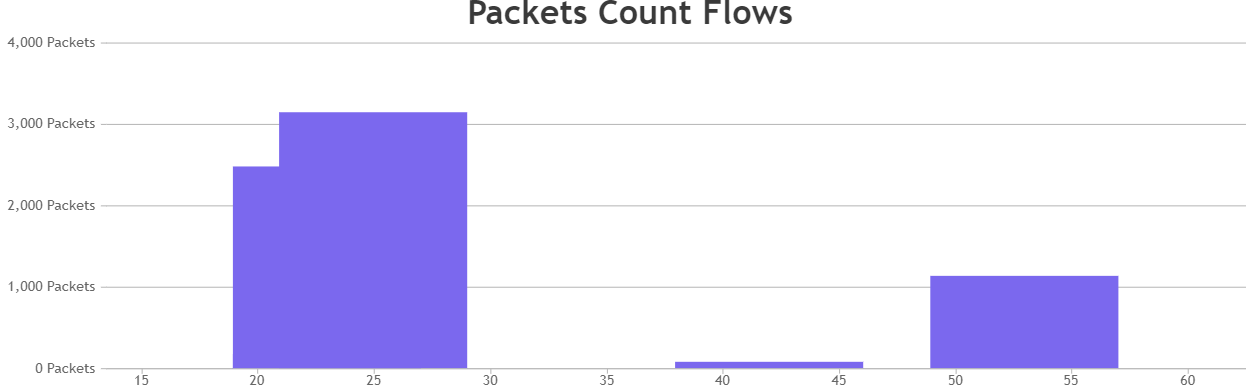 Packets Count Flows
4,000 Packets
3,000 Packets
2,000 Packets
1,000 Packets
0 Packets
15 20 25 30 35 40 45 50 55 60